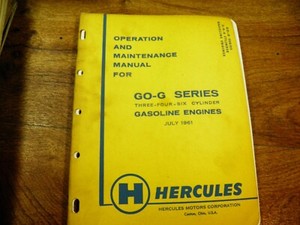 OPERATION
AND
MAINTENANCE
MANUAL
FOR
GO-G SERIES
THREE-FOUR-SIX CYLINDER
GASOLINE ENGINES
JULY 1961
H HERCULES
HERCULES MOTORS CORPORATION
Canton, Ohio, USA.